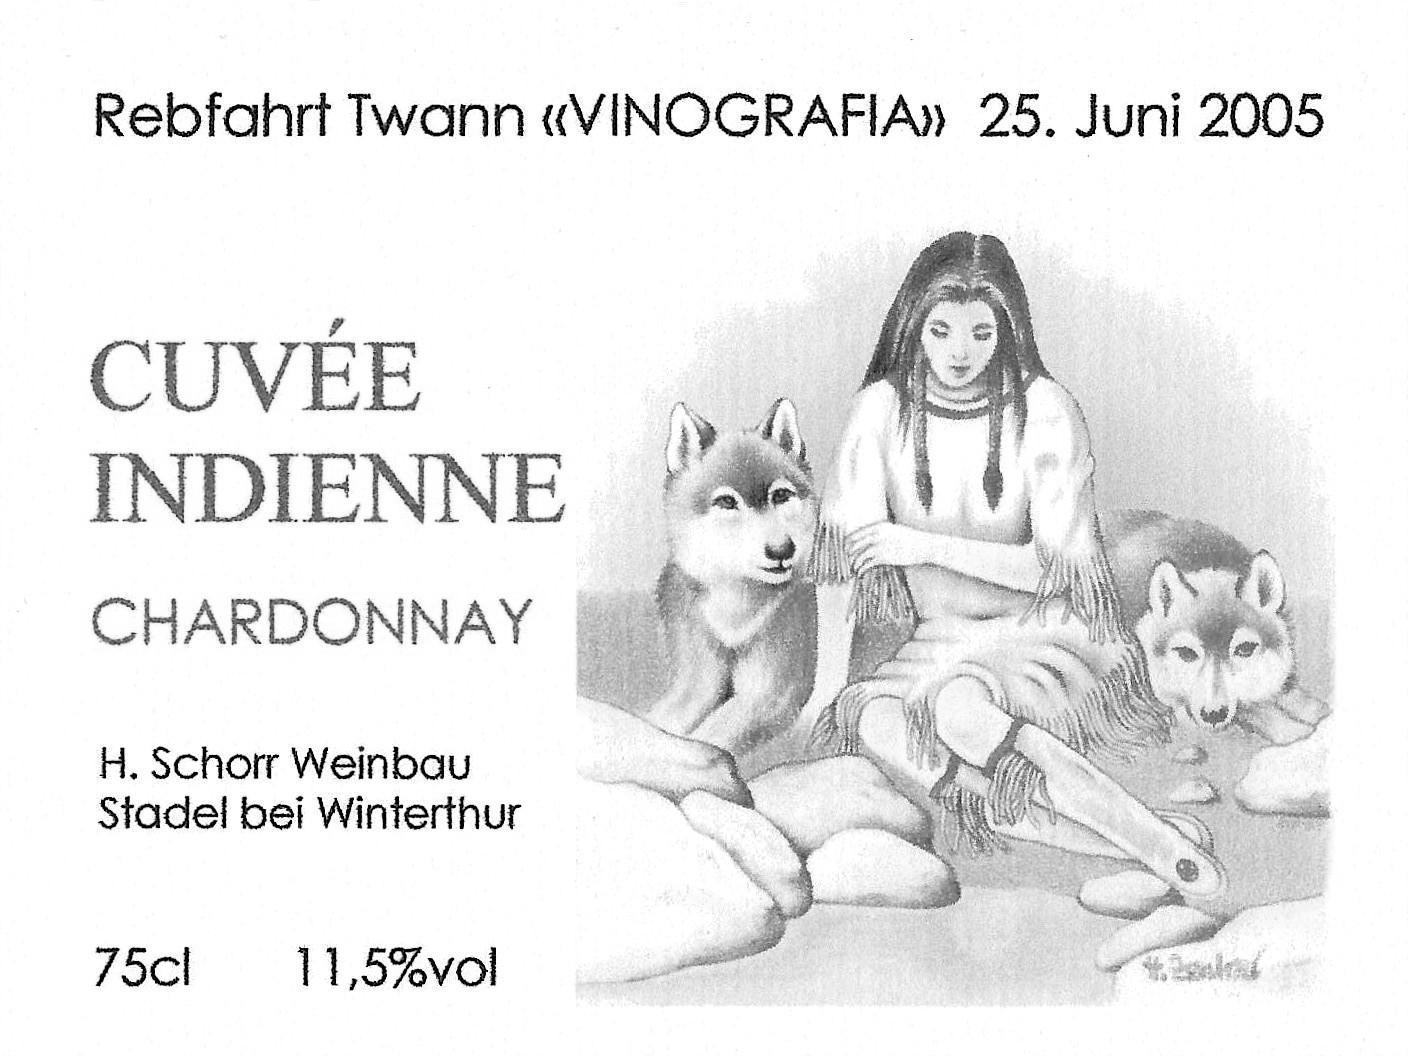 Rebfahrt Twann «VINOGRAFIA» 25. Juni 2005
CUVÉE
INDIENNE
CHARDONNAY
H. Schorr Weinbau
Stadel bei Winterthur
75cl 11,5%vol